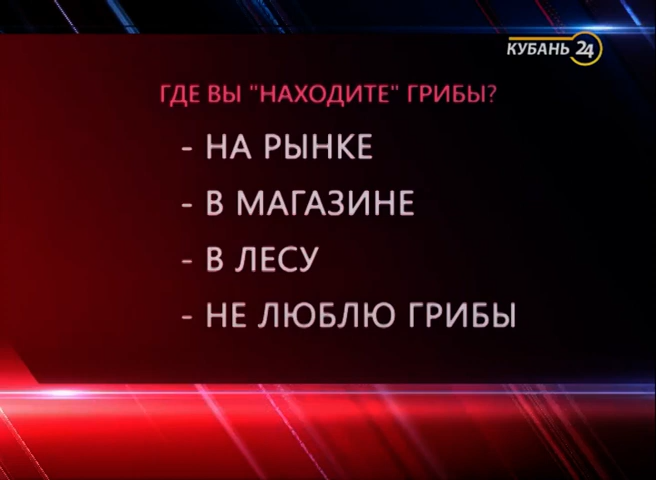 КУБАНЬ 24
ГДЕ ВЫ "НАХОДИТЕ" ГРИБЫ?
- НА РЫНКЕ
- В МАГАЗИНЕ
- В ЛЕСУ
- НЕ ЛЮБЛЮ ГРИБЫ